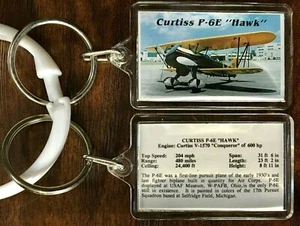 Curtiss P-6E "Hawk"
CURTISS P-6E "HAWK"
Engine: Curtiss V-1570 "Conqueror" of 600 hp
Top Speed: 204 mph Span: 31 ft 6 in
Range: 480 miles Length: 23 ft 2 in
Ceiling: 24,400 ft Height: 8 ft 11 in
The P-6E was a first-line pursuit plane of the early 1930's and
last fighter biplane built in quantity for Air Corps. P-6E
displayed at USAF Museum, W-PAFB, Ohio, is the only P-6E
still in existence. It is painted in colors of the 17th Pursuit
Squadron based at Selfridge Field, Michigan.